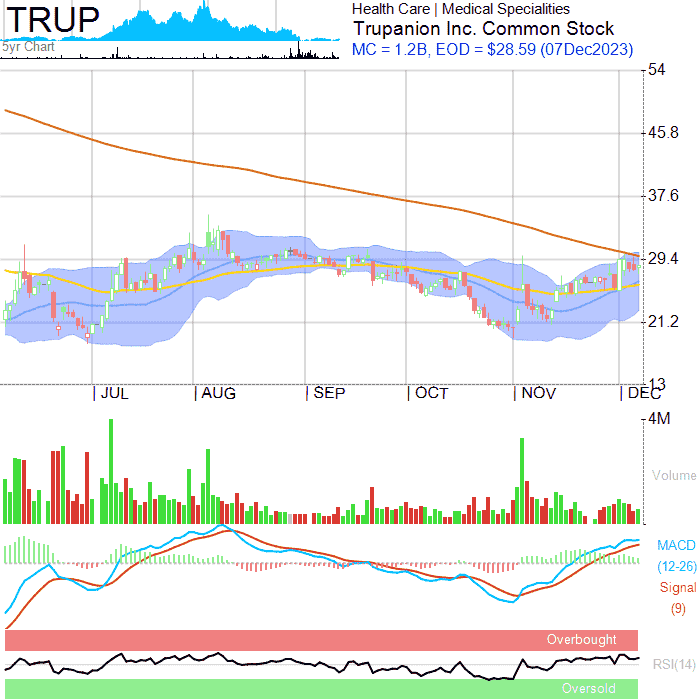 TRUP
5yr Chart
Health Care | Medical Specialities
Trupanion Inc. Common Stock
MC = 1.2B, EOD = $28.59 (07Dec2023)
54
45.8
37.6
29.4
21.2
13
JUL AUG SEP OCT NOV DEC
4M
Volume
MACD
(12-26)
Signal
(9)
Overbought
RSI(14)
Oversold